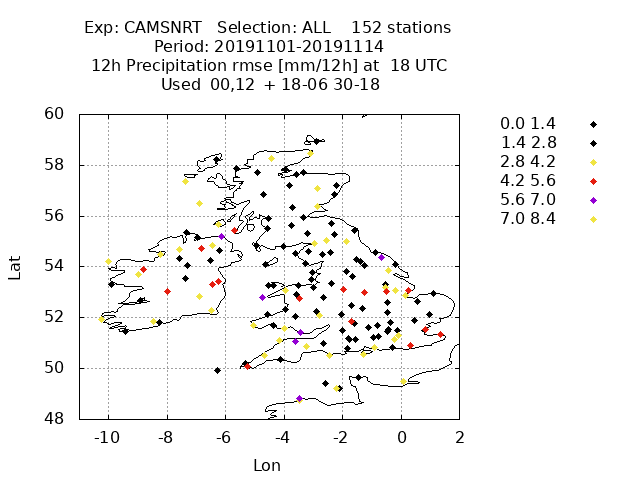 Exp: CAMSNRT Selection: ALL 152 stations
Period: 20191101-20191114
12h Precipitation rmse [mm/12h] at 18 UTC
Used 00,12 + 18-06 30-18
60
58
56
54
52
50
48
Lat
-10 -8 -6 -4 -2 0 2
Lon
0.0 1.4
1.4 2.8
2.8 4.2
4.2 5.6
5.6 7.0
7.0 8.4